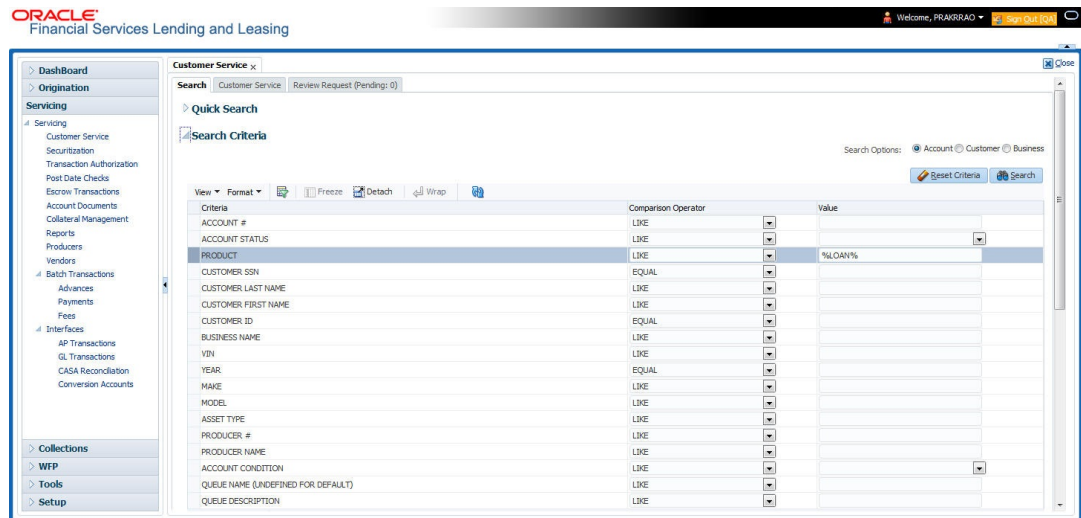 ORACLE
Financial Services Lending and Leasing
Welcome, PRAKRRAO
Sign Out [QA]
Close
DashBoard
Origination
Servicing
Servicing
Customer Service
Securitization
Transaction Authorization
Post Date Checks
Escrow Transactions
Account Documents
Collateral Management
Reports
Producers
Vendors
Batch Transactions
Advances
Payments
Fees
Interfaces
AP Transactions
GL Transactions
CASA Reconciliation
Conversion Accounts
Collections
WFP
Tools
Setup
Customer Service x
Search Customer Service Review Request (Pending: 0)
Quick Search
Search Criteria
Search Options: Account Customer Business
Reset Criteria Search
View Format Freeze Detach Wrap
Criteria Comparison Operator Value
ACCOUNT # LIKE
ACCOUNT STATUS LIKE
PRODUCT LIKE %LOAN%
CUSTOMER SSN EQUAL
CUSTOMER LAST NAME LIKE
CUSTOMER FIRST NAME LIKE
CUSTOMER ID EQUAL
BUSINESS NAME LIKE
VIN LIKE
YEAR EQUAL
MAKE LIKE
MODEL LIKE
ASSET TYPE LIKE
PRODUCER # LIKE
PRODUCER NAME LIKE
ACCOUNT CONDITION LIKE
QUEUE NAME (UNDEFINED FOR DEFAULT) LIKE
QUEUE DESCRIPTION LIKE